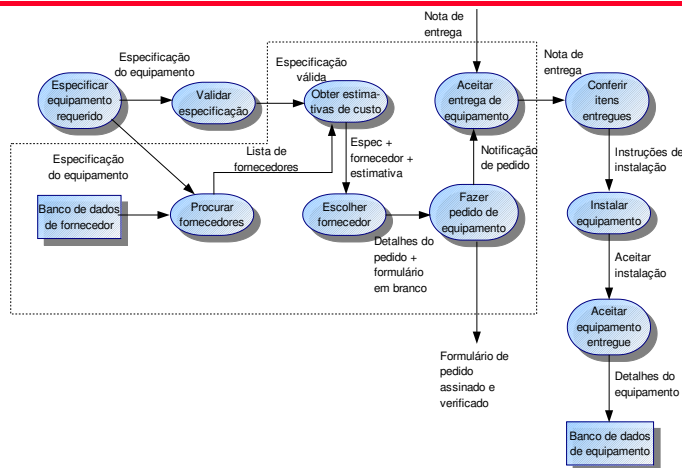 Nota de
entrega
Especificação
do equipamento
Especificação
válida
Nota de
entrega
Especificar
equipamento
requerido
Validar
especificação
Obter estima-
tivas de custo
Aceitar
entrega de
equipamento
Conferir
itens
entregues
Especificação
do equipamento
Lista de
fornecedores
Espec +
fornecedor +
estimativa
Notificação
de pedido
Instruções de
instalação
Banco de dados
de fornecedor
Procurar
fornecedores
Escolher
fornecedor
Fazer
pedido de
equipamento
Instalar
equipamento
Detalhes do
pedido +
formulário
em branco
Aceitar
instalação
Aceitar
equipamento
entregue
Formulário de
pedido
assinado e
verificado
Detalhes do
equipamento
Banco de dados
de equipamento